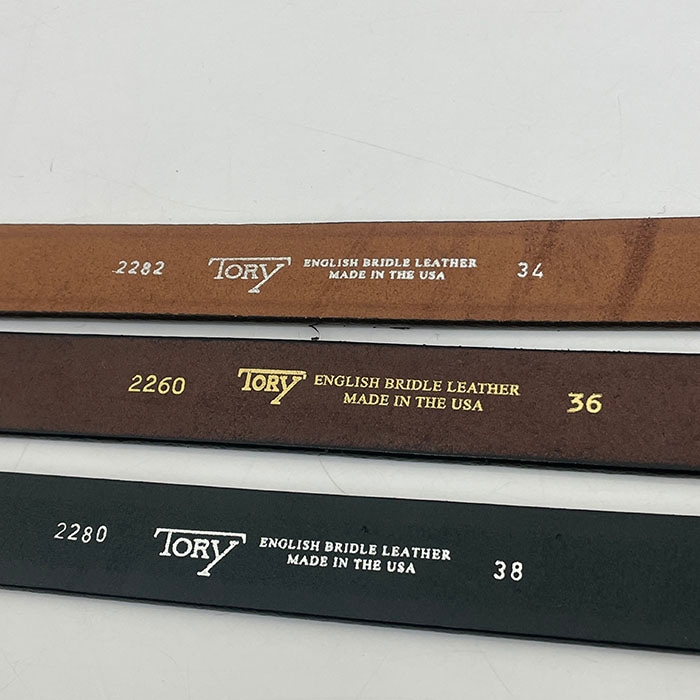 2282 TORY ENGLISH BRIDLE LEATHER 34
MADE IN THE USA
2260 TORY ENGLISH BRIDLE LEATHER 36
MADE IN THE USA
2280 TORY ENGLISH BRIDLE LEATHER 38
MADE IN THE USA